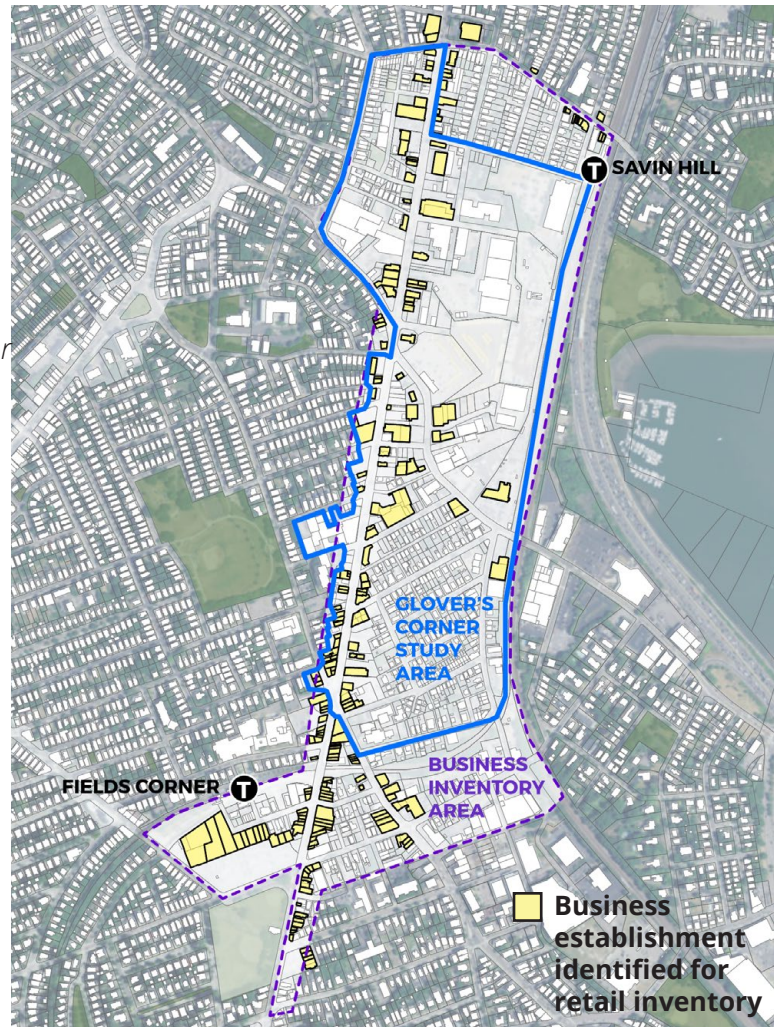 T SAVIN HILL
r
GLOVER'S
CORNER
STUDY
AREA
BUSINESS
INVENTORY
AREA
FIELDS CORNER T
Business
establishment
identified for
retail inventory